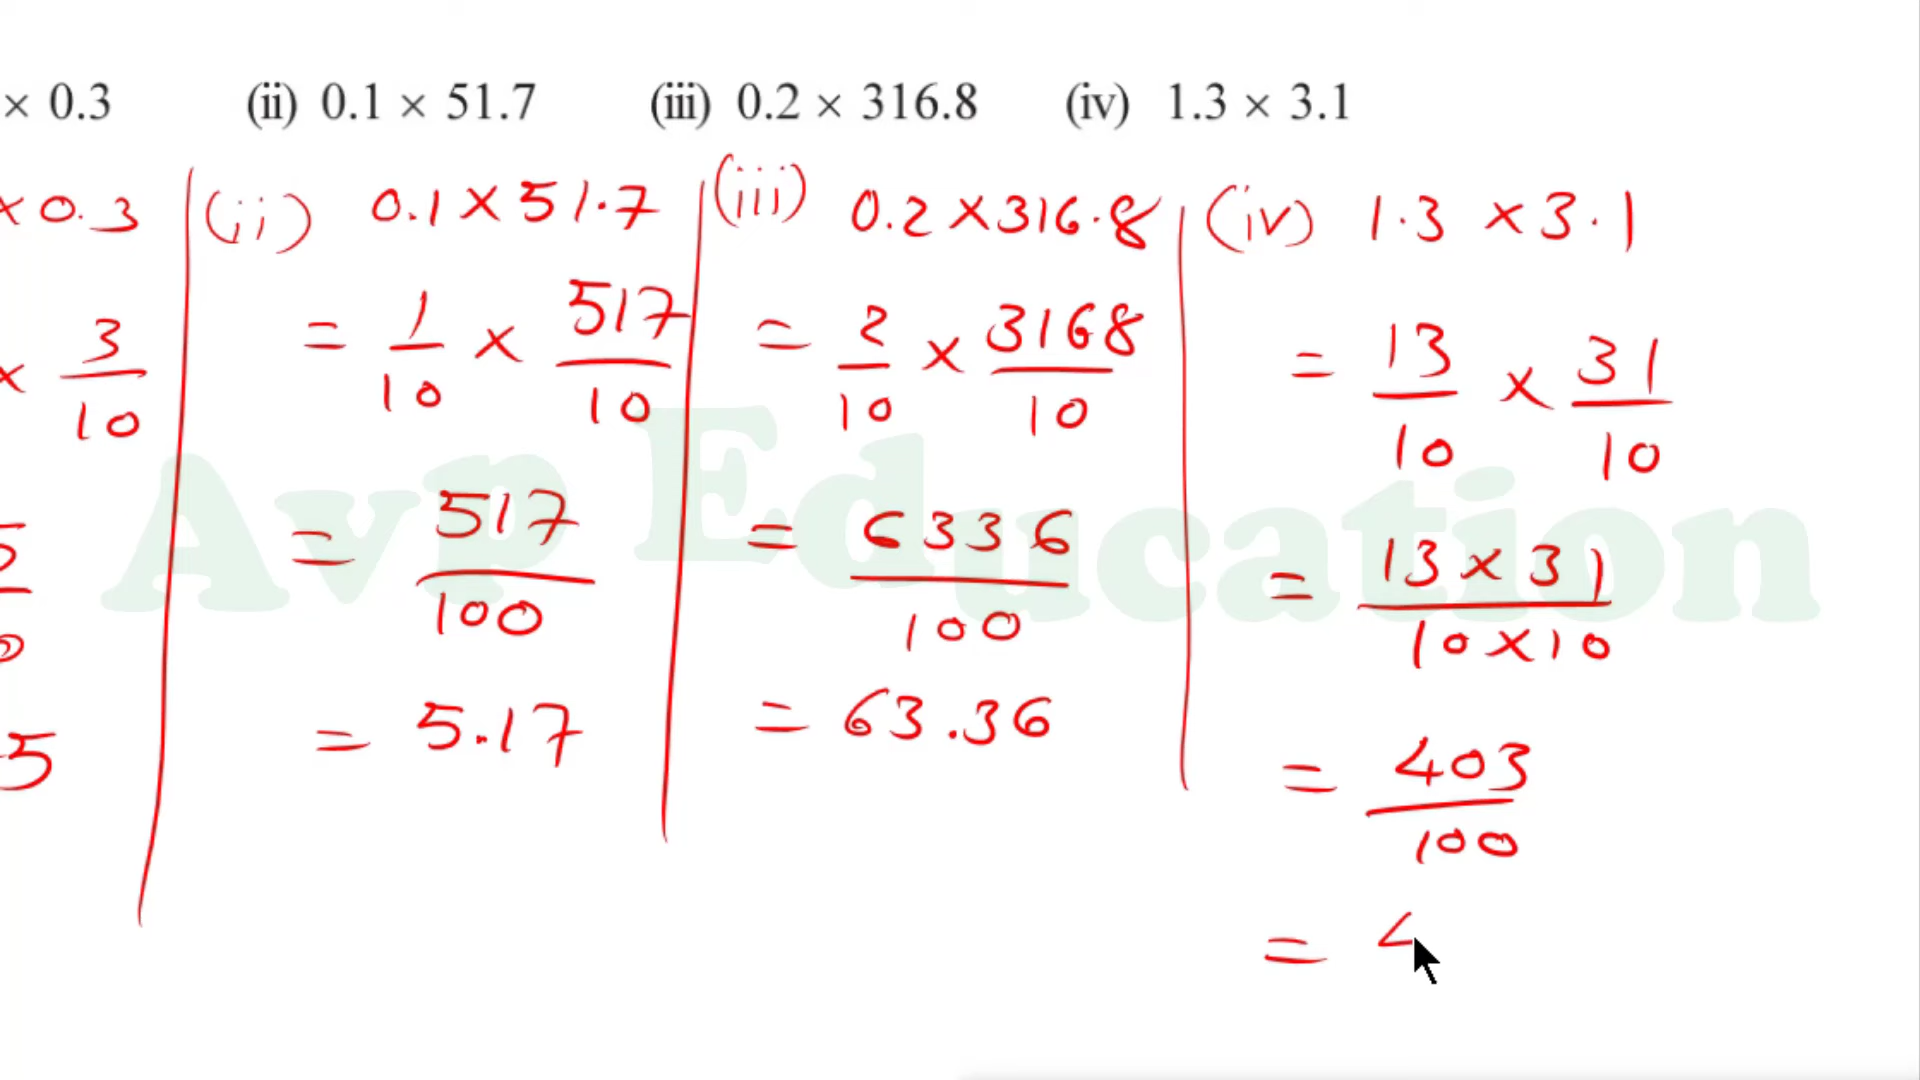 × 0.3 (ii) 0.1 × 51.7 (iii) 0.2 × 316.8 (iv) 1.3 × 3.1
× 0.3
× 3/10
5
(ii) 0.1 × 51.7
= 1/10 × 517/10
= 517/100
= 5.17
(iii) 0.2 × 316.8
= 2/10 × 3168/10
= 6336/100
= 63.36
(iv) 1.3 × 3.1
= 13/10 × 31/10
= 13 × 31/10 × 10
= 403/100
=
Avp Education